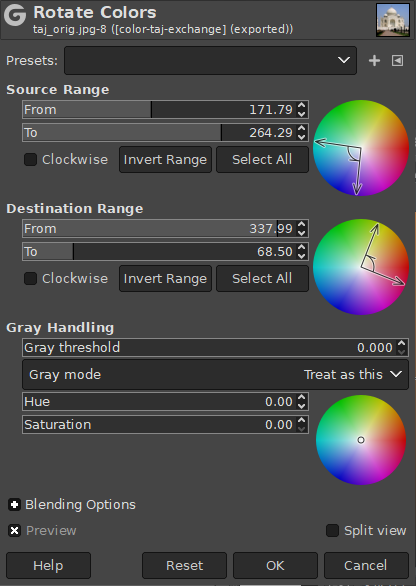 Rotate Colors
taj_orig.jpg-8 ([color-taj-exchange] (exported))
Presets:
Source Range
From 171.79
To 264.29
Clockwise Invert Range Select All
Destination Range
From 337.99
To 68.50
Clockwise Invert Range Select All
Gray Handling
Gray threshold 0.000
Gray mode Treat as this
Hue 0.00
Saturation 0.00
Blending Options
Preview Split view
Help Reset OK Cancel